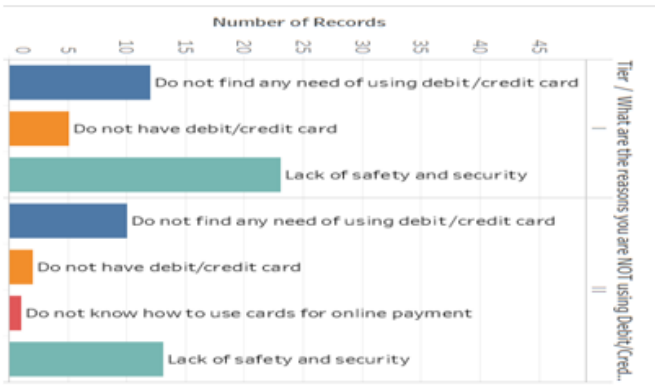 Number of Records
0 5 10 15 20 25 30 35 40 45
Tier / What are the reasons you are NOT using Debit/Cred..
I
Do not find any need of using debit/credit card
Do not have debit/credit card
Lack of safety and security
II
Do not find any need of using debit/credit card
Do not have debit/credit card
Do not know how to use cards for online payment
Lack of safety and security